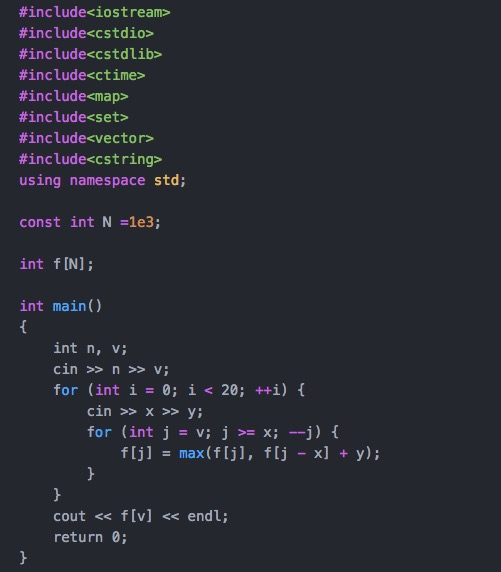 #include<iostream>
#include<cstdio>
#include<cstdlib>
#include<ctime>
#include<map>
#include<set>
#include<vector>
#include<cstring>
using namespace std;
const int N =1e3;
int f[N];
int main()
{
    int n, v;
    cin >> n >> v;
    for (int i = 0; i < 20; ++i) {
        cin >> x >> y;
        for (int j = v; j >= x; --j) {
            f[j] = max(f[j], f[j - x] + y);
        }
    }
    cout << f[v] << endl;
    return 0;
}